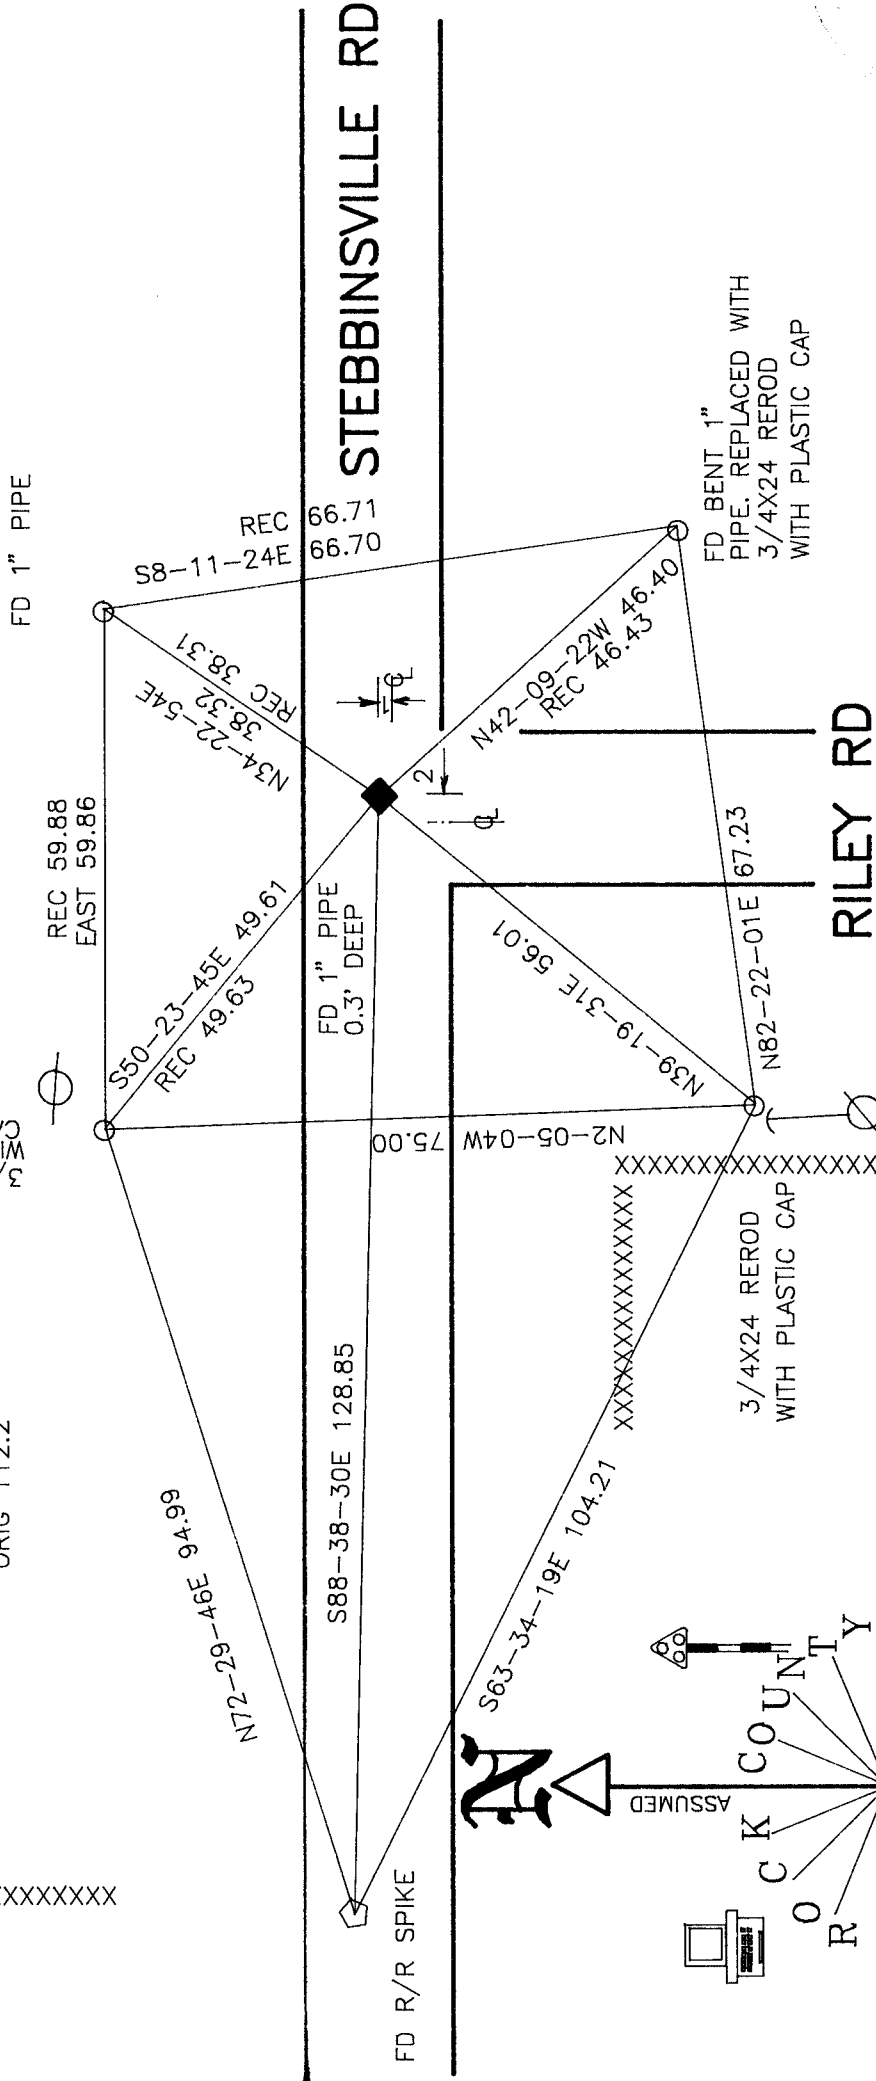 FD 1" PIPE
REC 59.88
EAST 59.86
REC 66.71
S8-11-24E 66.70
N34-22-54E
38.32
REC 38.31
S50-23-45E 49.61
REC 49.63
STEBBINSVILLE RD
FD 1" PIPE
0.3' DEEP
1
2
N42-09-22W 46.40
REC 46.43
FD BENT 1"
PIPE. REPLACED WITH
3/4X24 REROD
WITH PLASTIC CAP
N39-19-31E 56.01
N82-22-01E 67.23
RILEY RD
N2-05-04W 75.00
3/4X24 REROD
WITH PLASTIC CAP
N72-29-46E 94.99
S88-38-30E 128.85
S63-34-19E 104.21
FD R/R SPIKE
N
ASSUMED
ROCK COUNTY